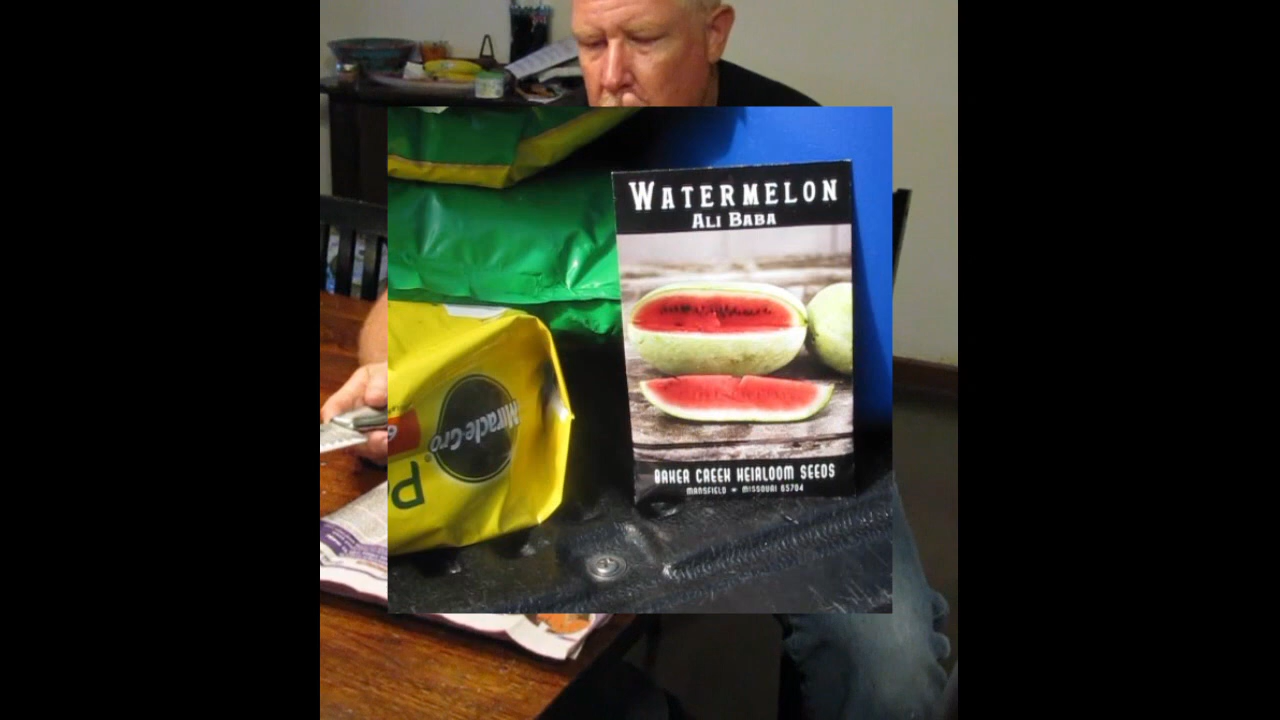 WATERMELON
ALI BABA
Miracle-Gro®
P
BAKER CREEK HEIRLOOM SEEDS
MANSFIELD - MISSOURI 65704